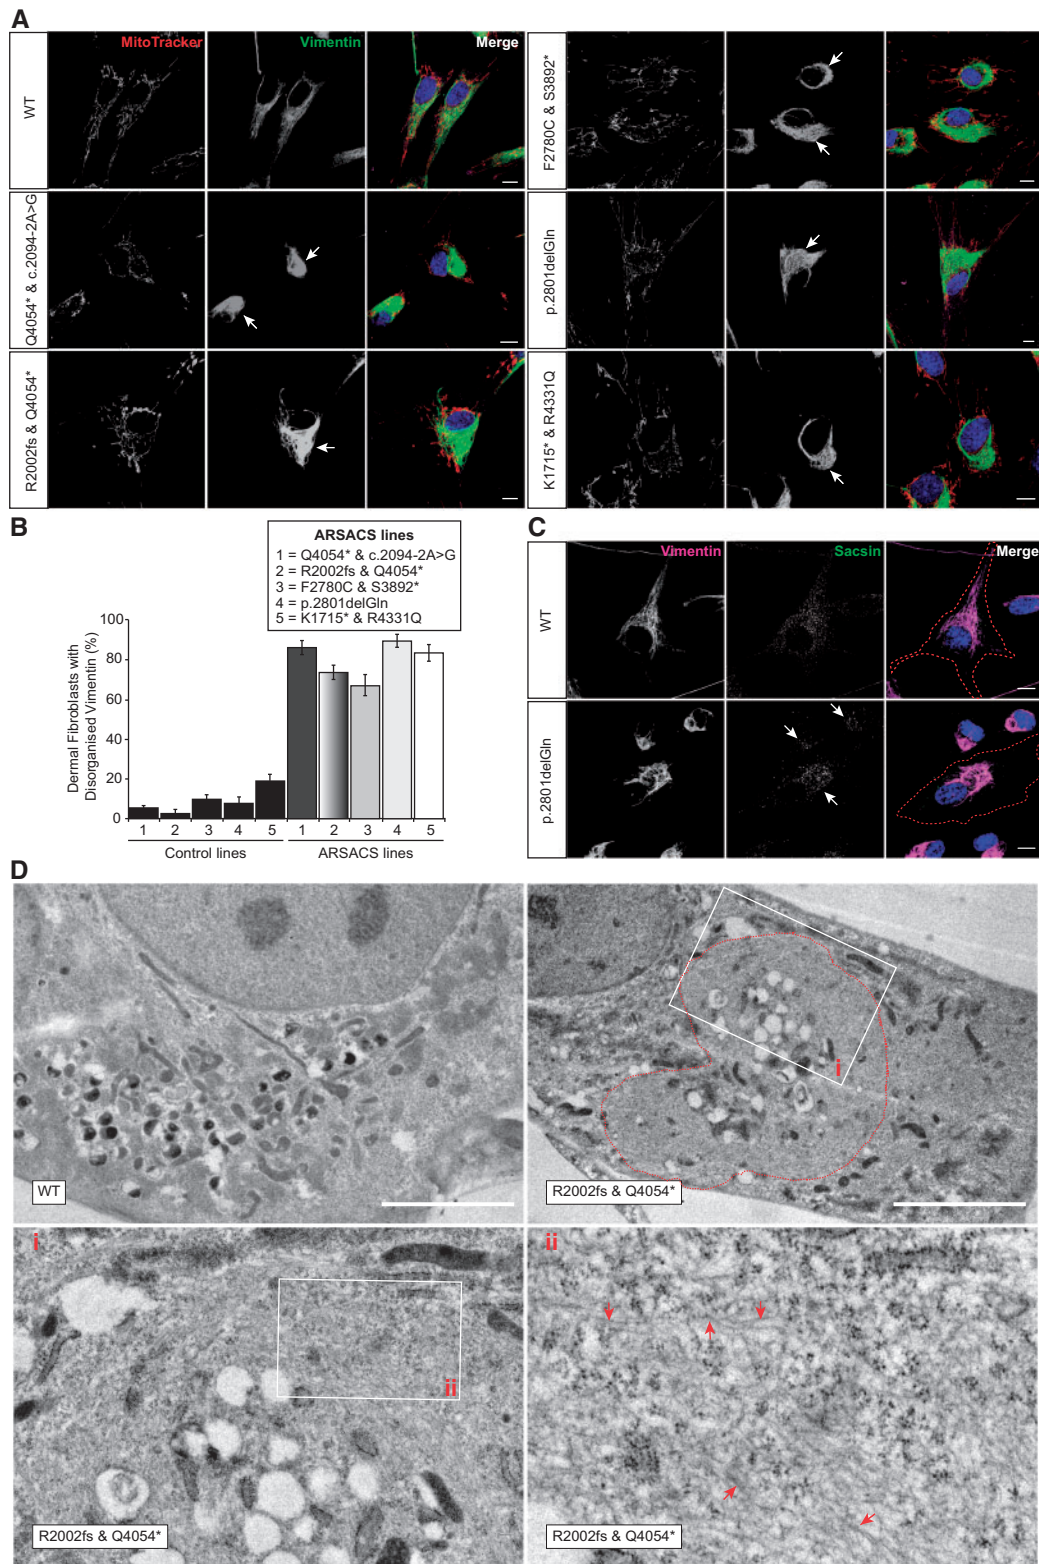 A
MitoTracker Vimentin Merge
WT
Q4054* & c.2094-2A>G
R2002fs & Q4054*
F2780C & S3892*
p.2801delGln
K1715* & R4331Q
B
ARSACS lines
1 = Q4054* & c.2094-2A>G
2 = R2002fs & Q4054*
3 = F2780C & S3892*
4 = p.2801delGln
5 = K1715* & R4331Q
Dermal Fibroblasts with
Disorganised Vimentin (%)
100
80
60
40
20
0
1 2 3 4 5 1 2 3 4 5
Control lines ARSACS lines
C
Vimentin Sacsin Merge
WT
p.2801delGln
D
WT
i
R2002fs & Q4054*
i
ii
R2002fs & Q4054*
ii
R2002fs & Q4054*